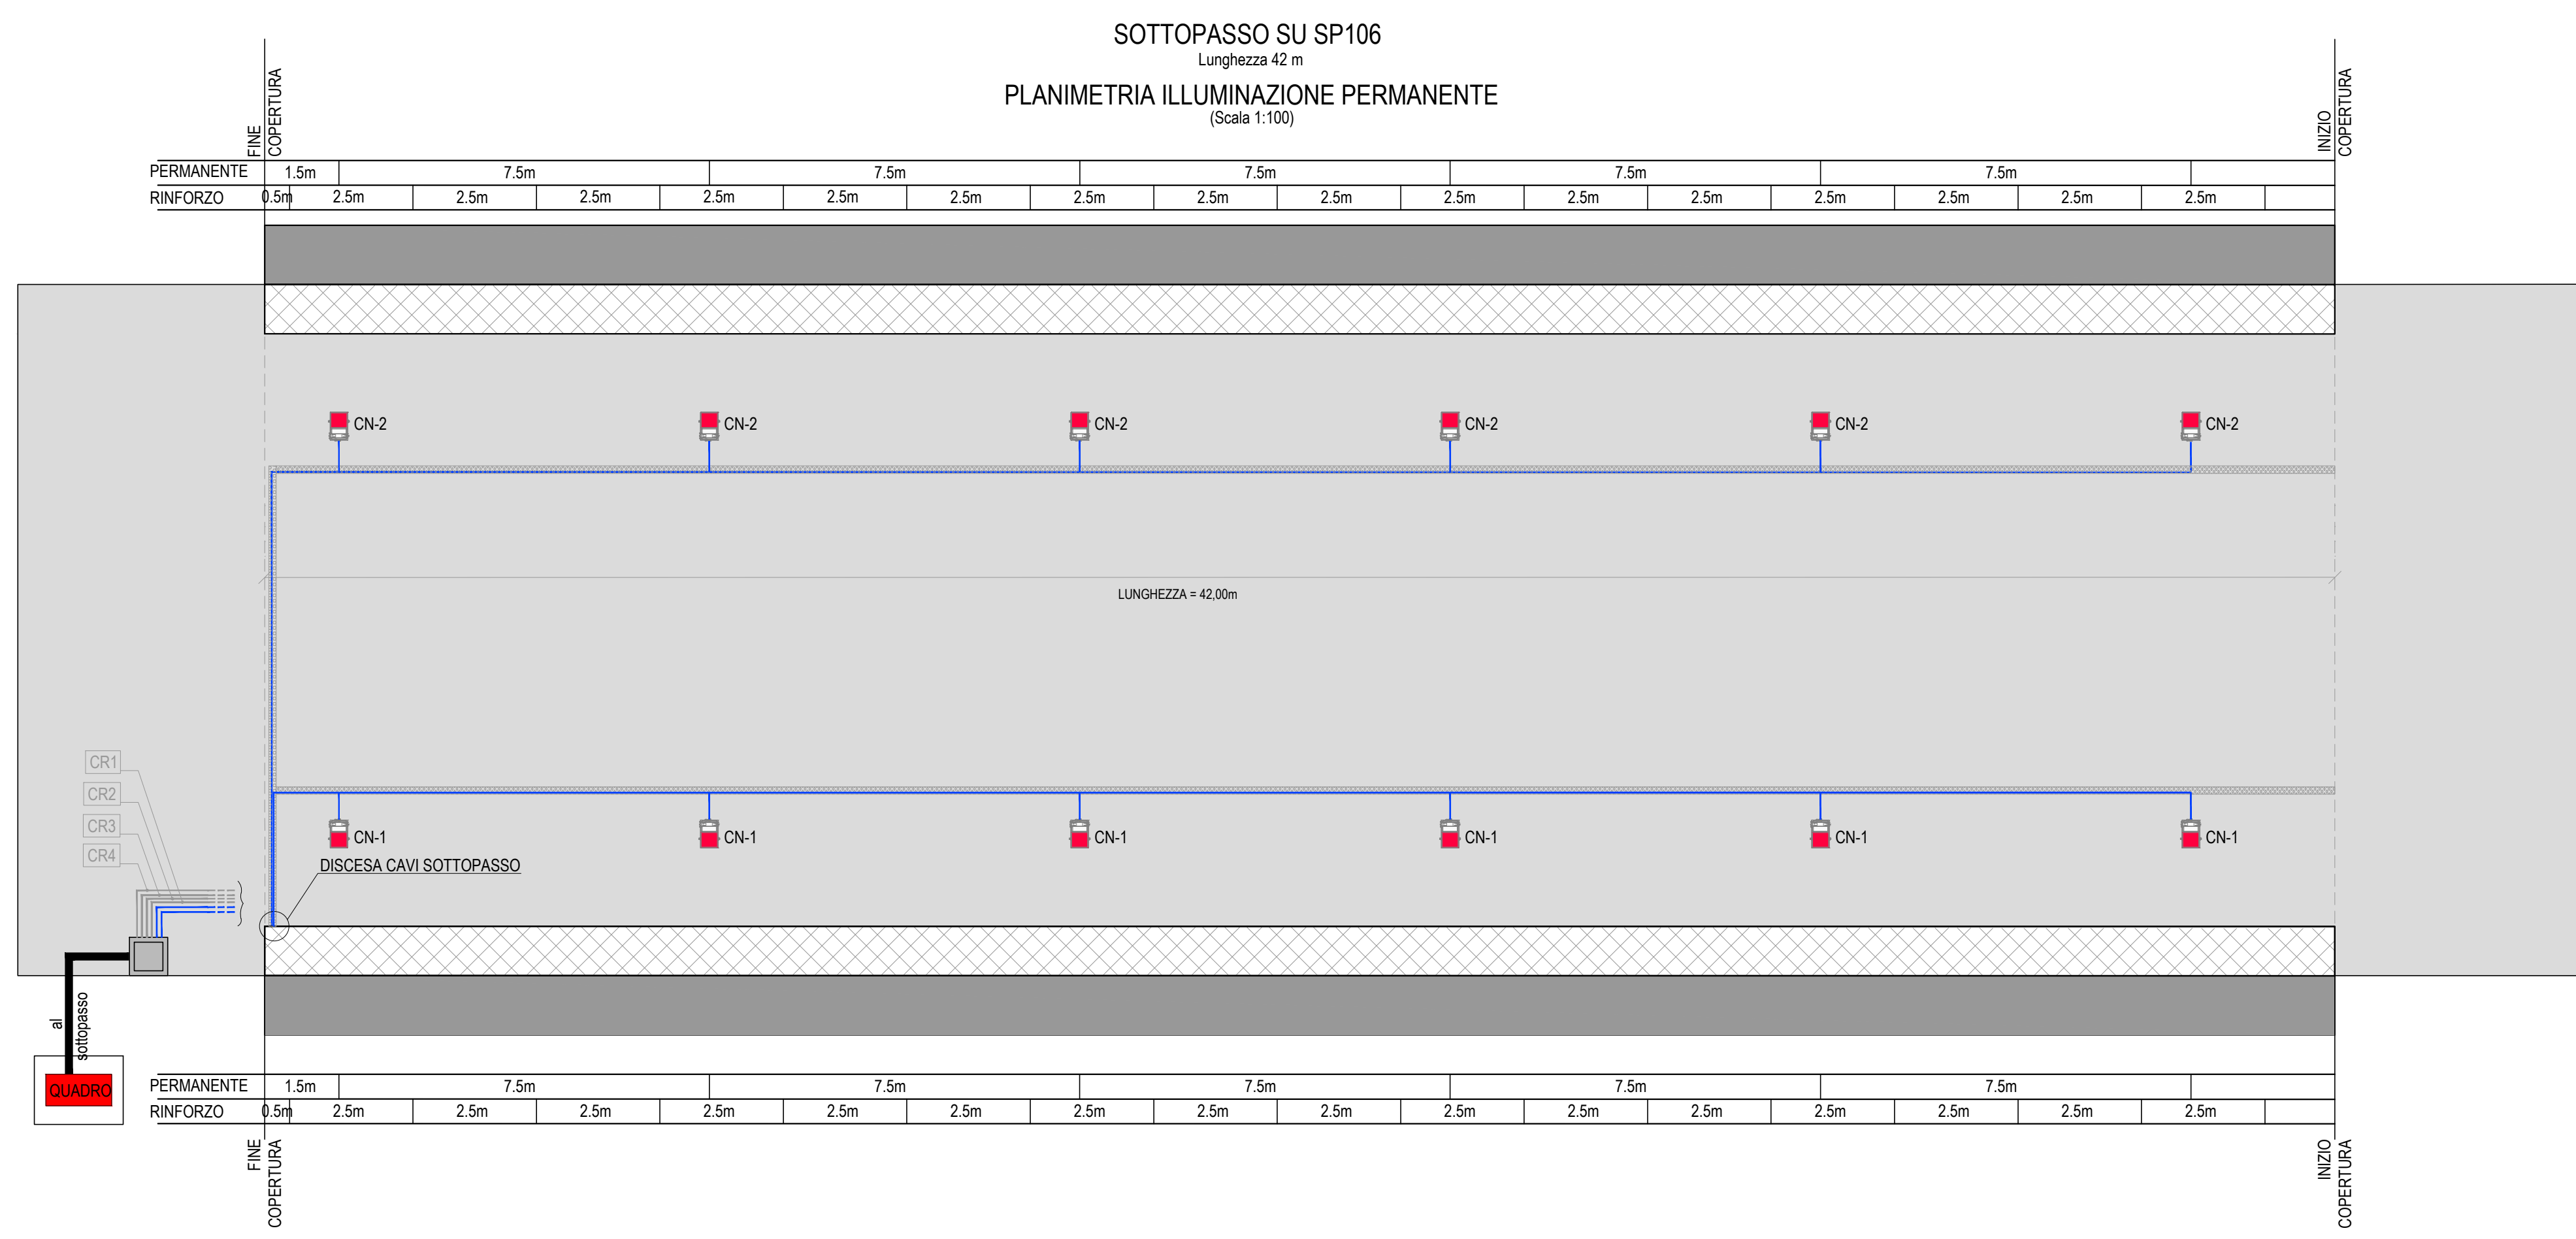 SOTTOPASSO SU SP106
Lunghezza 42 m
PLANIMETRIA ILLUMINAZIONE PERMANENTE
(Scala 1:100)
FINE
COPERTURA
INIZIO
COPERTURA
PERMANENTE 1.5m 7.5m 7.5m 7.5m 7.5m 7.5m
RINFORZO 0.5m 2.5m 2.5m 2.5m 2.5m 2.5m 2.5m 2.5m 2.5m 2.5m 2.5m 2.5m 2.5m 2.5m 2.5m 2.5m 2.5m
CN-2 CN-2 CN-2 CN-2 CN-2 CN-2
LUNGHEZZA = 42,00m
CR1
CR2
CR3
CR4
CN-1 CN-1 CN-1 CN-1 CN-1 CN-1
DISCESA CAVI SOTTOPASSO
al
sottopasso
QUADRO
PERMANENTE 1.5m 7.5m 7.5m 7.5m 7.5m 7.5m
RINFORZO 0.5m 2.5m 2.5m 2.5m 2.5m 2.5m 2.5m 2.5m 2.5m 2.5m 2.5m 2.5m 2.5m 2.5m 2.5m 2.5m 2.5m
FINE
COPERTURA
INIZIO
COPERTURA